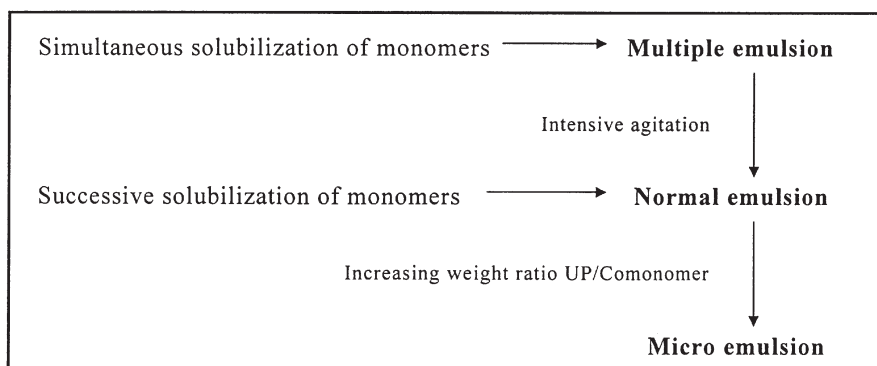 Simultaneous solubilization of monomers
Multiple emulsion
Intensive agitation
Successive solubilization of monomers
Normal emulsion
Increasing weight ratio UP/Comonomer
Micro emulsion